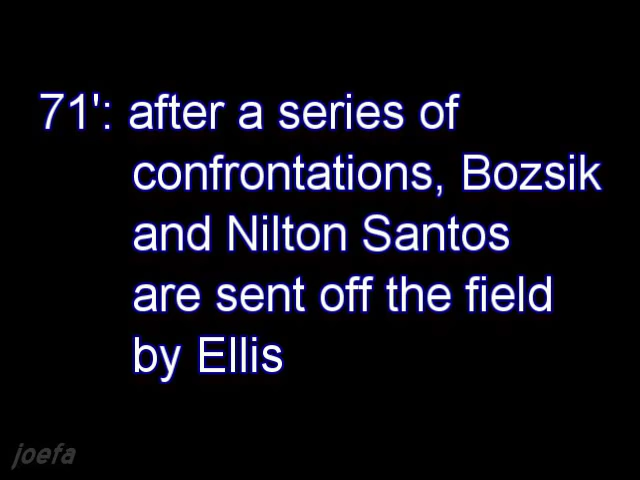 71': after a series of
confrontations, Bozsik
and Nilton Santos
are sent off the field
by Ellis
joefa